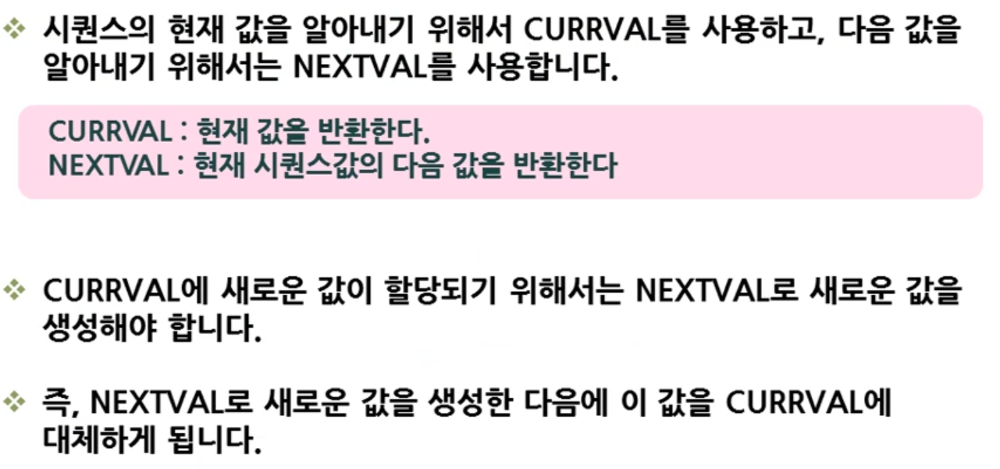 ❖ 시퀀스의 현재 값을 알아내기 위해서 CURRVAL를 사용하고, 다음 값을
알아내기 위해서는 NEXTVAL를 사용합니다.
CURRVAL : 현재 값을 반환한다.
NEXTVAL : 현재 시퀀스값의 다음 값을 반환한다
❖ CURRVAL에 새로운 값이 할당되기 위해서는 NEXTVAL로 새로운 값을
생성해야 합니다.
❖ 즉, NEXTVAL로 새로운 값을 생성한 다음에 이 값을 CURRVAL에
대체하게 됩니다.